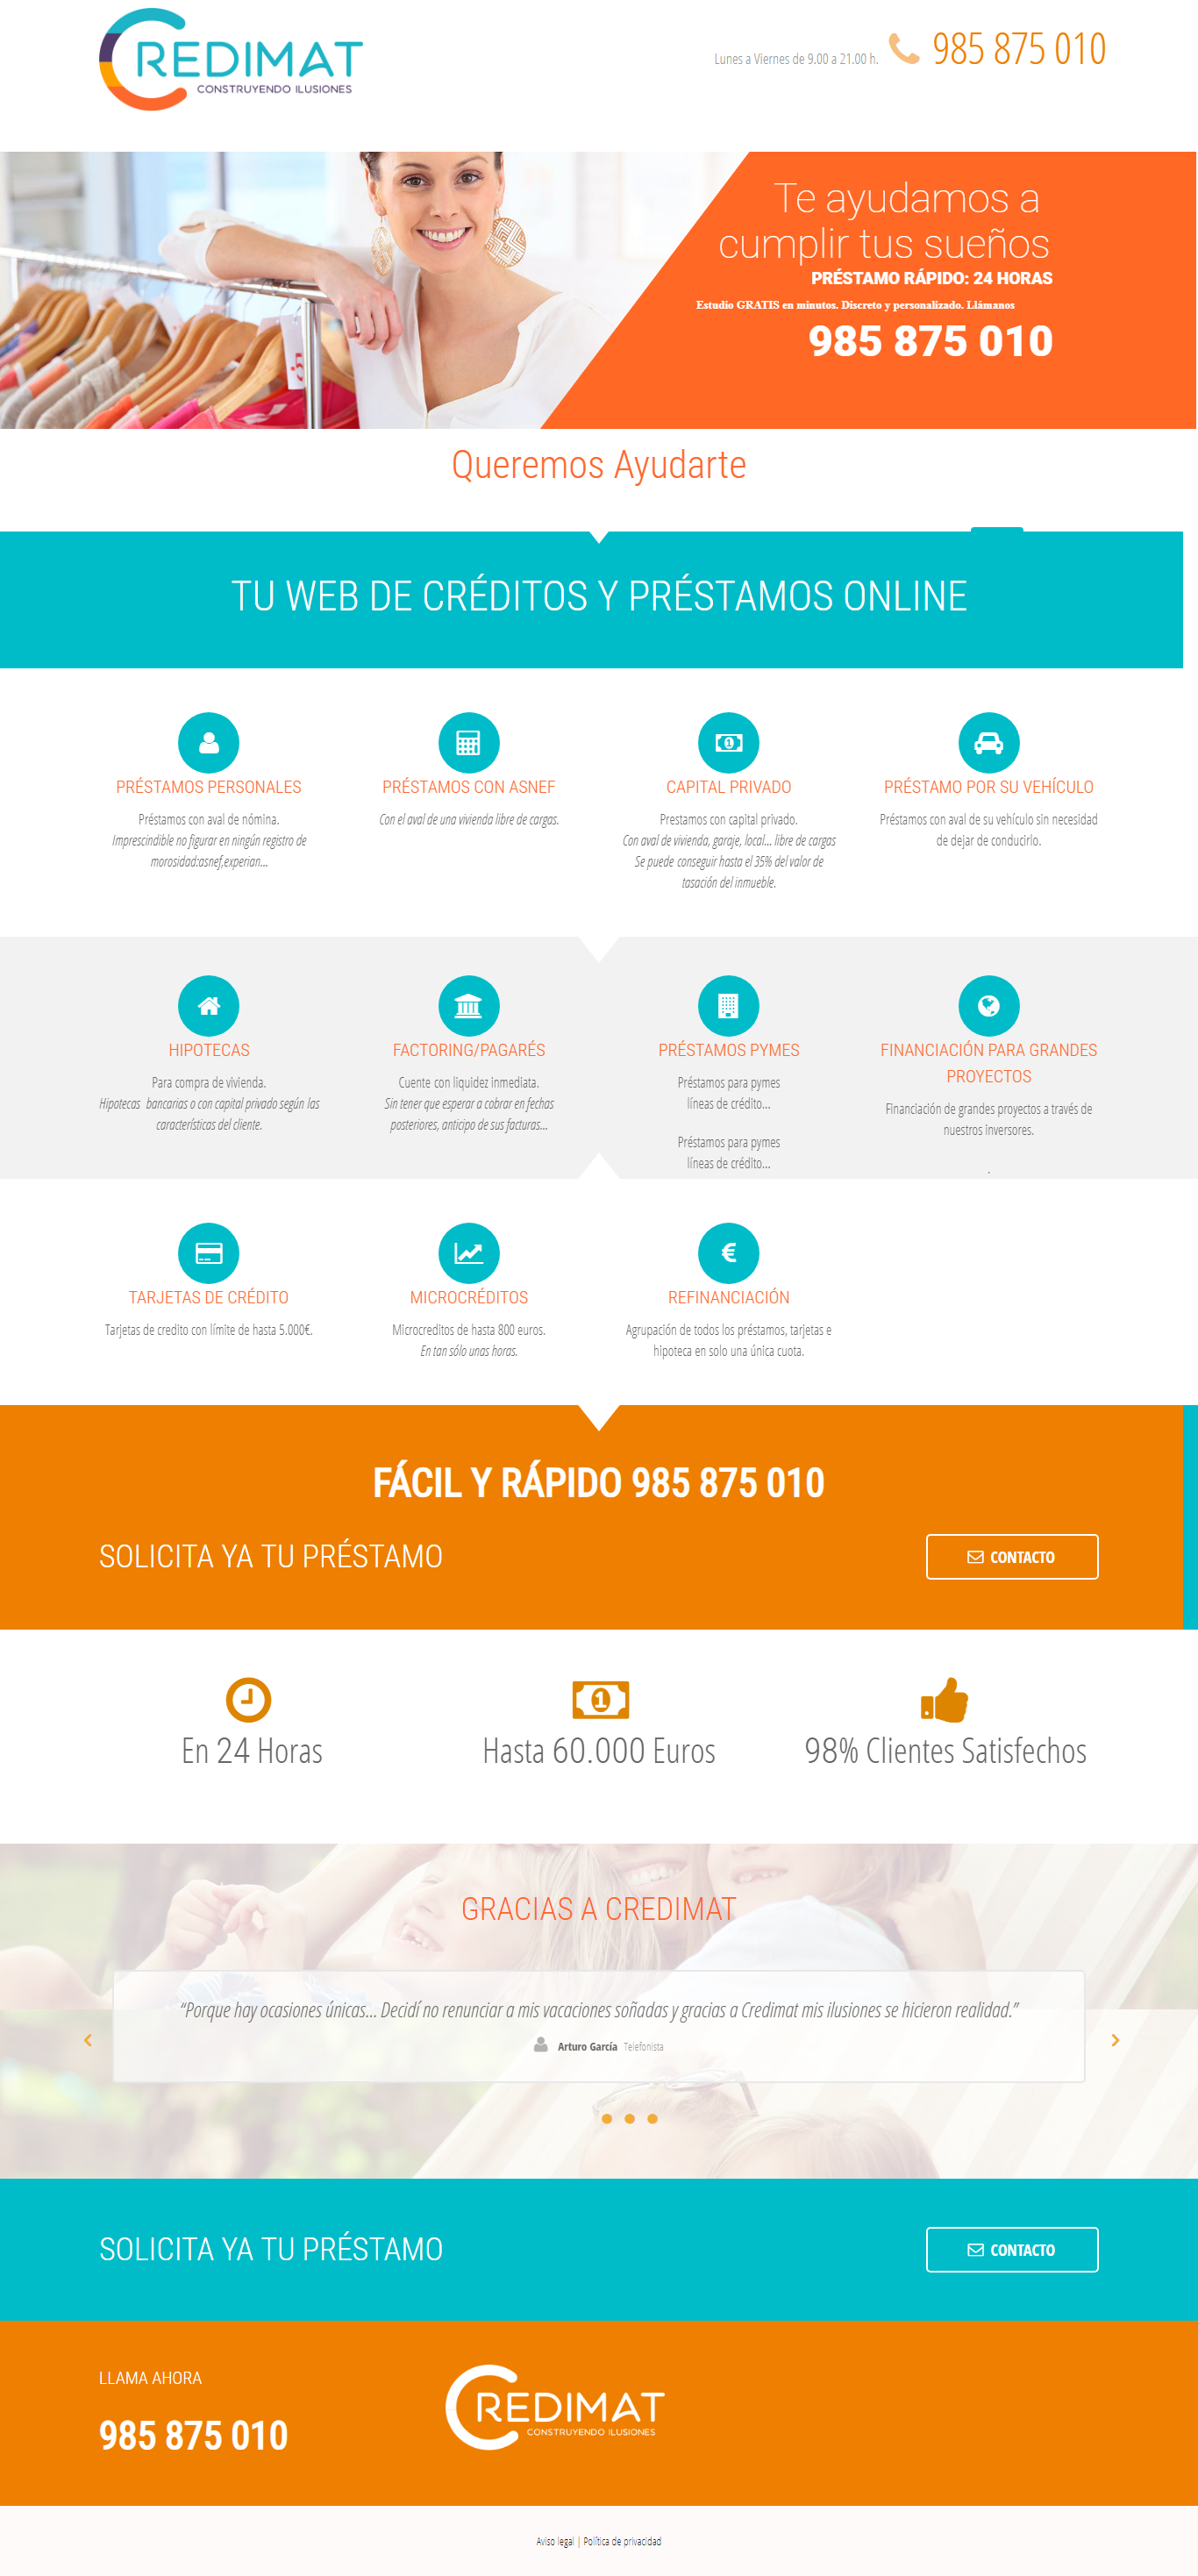 CREDIMAT
CONSTRUYENDO ILUSIONES
Lunes a Viernes de 9.00 a 21.00 h. 985 875 010
Te ayudamos a
cumplir tus sueños
PRÉSTAMO RÁPIDO: 24 HORAS
Estudio GRATIS en minutos. Discreto y personalizado. Llámanos
985 875 010
Queremos Ayudarte
TU WEB DE CRÉDITOS Y PRÉSTAMOS ONLINE
PRÉSTAMOS PERSONALES
Préstamos con aval de nómina.
Imprescindible no figurar en ningún registro de
morosidad:asnef,experian...
PRÉSTAMOS CON ASNEF
Con el aval de una vivienda libre de cargas.
CAPITAL PRIVADO
Prestamos con capital privado.
Con aval de vivienda, garaje, local... libre de cargas
Se puede conseguir hasta el 35% del valor de
tasación del inmueble.
PRÉSTAMO POR SU VEHÍCULO
Préstamos con aval de su vehículo sin necesidad
de dejar de conducirlo.
HIPOTECAS
Para compra de vivienda.
Hipotecas bancarias o con capital privado según las
características del cliente.
FACTORING/PAGARÉS
Cuente con liquidez inmediata.
Sin tener que esperar a cobrar en fechas
posteriores, anticipo de sus facturas...
PRÉSTAMOS PYMES
Préstamos para pymes
líneas de crédito...
Préstamos para pymes
líneas de crédito...
FINANCIACIÓN PARA GRANDES
PROYECTOS
Financiación de grandes proyectos a través de
nuestros inversores.
.
TARJETAS DE CRÉDITO
Tarjetas de credito con límite de hasta 5.000€.
MICROCRÉDITOS
Microcreditos de hasta 800 euros.
En tan sólo unas horas.
REFINANCIACIÓN
Agrupación de todos los préstamos, tarjetas e
hipoteca en solo una única cuota.
FÁCIL Y RÁPIDO 985 875 010
SOLICITA YA TU PRÉSTAMO
CONTACTO
En 24 Horas
Hasta 60.000 Euros
98% Clientes Satisfechos
GRACIAS A CREDIMAT
“Porque hay ocasiones únicas... Decidí no renunciar a mis vacaciones soñadas y gracias a Credimat mis ilusiones se hicieron realidad.”
Arturo García Telefonista
SOLICITA YA TU PRÉSTAMO
CONTACTO
LLAMA AHORA
985 875 010
CREDIMAT
CONSTRUYENDO ILUSIONES
Aviso legal | Política de privacidad